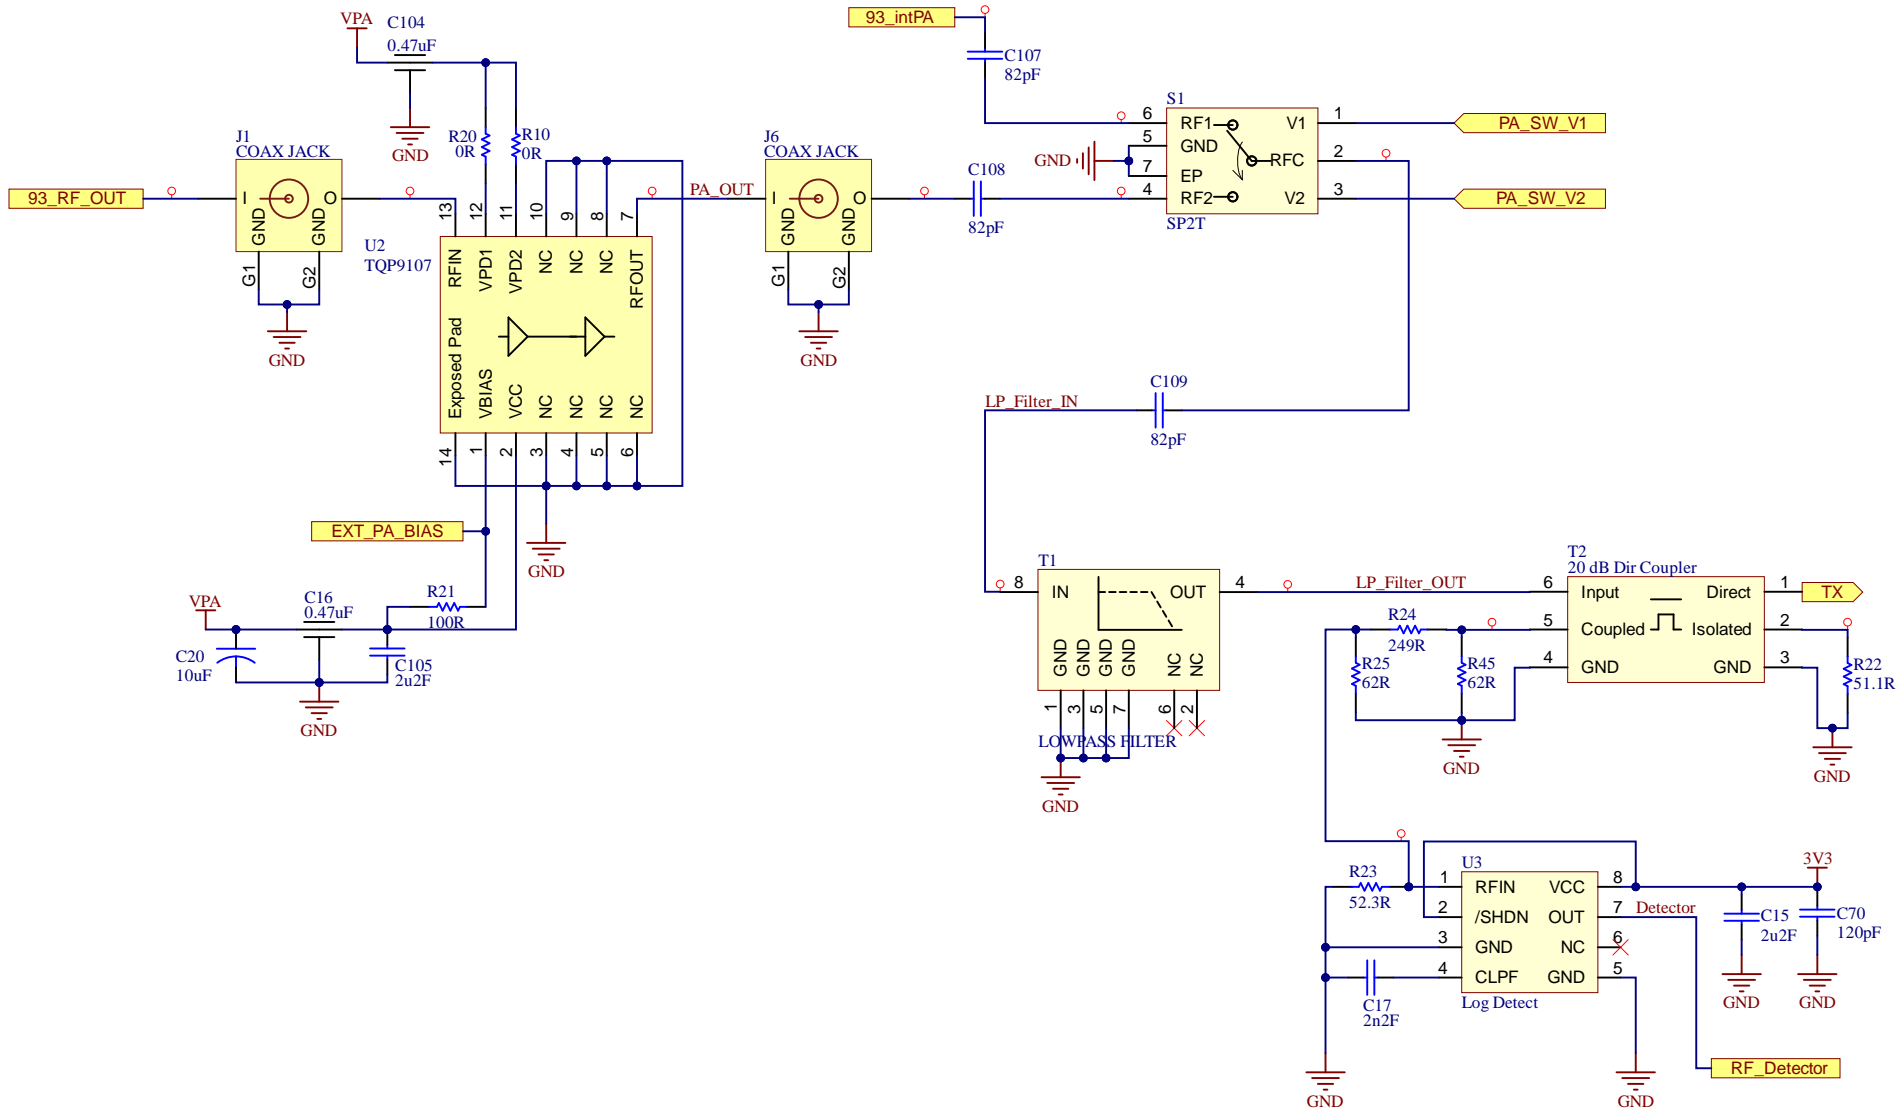 VPA
C104
0.47uF
GND
R20
0R
R10
0R
J1
COAX JACK
93_RF_OUT
I
O
GND
GND
G1
G2
GND
U2
TQP9107
13
12
11
10
9
8
7
RFIN
VPD1
VPD2
NC
NC
NC
RFOUT
Exposed Pad
VBIAS
VCC
NC
NC
NC
NC
14
1
2
3
4
5
6
GND
EXT_PA_BIAS
VPA
C16
0.47uF
R21
100R
C20
10uF
C105
2u2F
GND
PA_OUT
J6
COAX JACK
I
O
GND
GND
G1
G2
GND
C108
82pF
93_intPA
C107
82pF
S1
6
RF1
V1
1
PA_SW_V1
5
GND
GND
RFC
2
7
EP
4
RF2
V2
3
PA_SW_V2
SP2T
C109
82pF
LP_Filter_IN
T1
8
IN
OUT
4
GND
GND
GND
GND
NC
NC
1
3
5
7
6
2
LOWPASS FILTER
GND
LP_Filter_OUT
T2
20 dB Dir Coupler
6
Input
Direct
1
TX
5
Coupled
Isolated
2
4
GND
GND
3
R24
249R
R25
62R
R45
62R
GND
R22
51.1R
GND
U3
R23
52.3R
1
RFIN
VCC
8
2
/SHDN
OUT
7
Detector
3
GND
NC
6
4
CLPF
GND
5
Log Detect
C17
2n2F
GND
GND
3V3
C15
2u2F
C70
120pF
GND
GND
RF_Detector